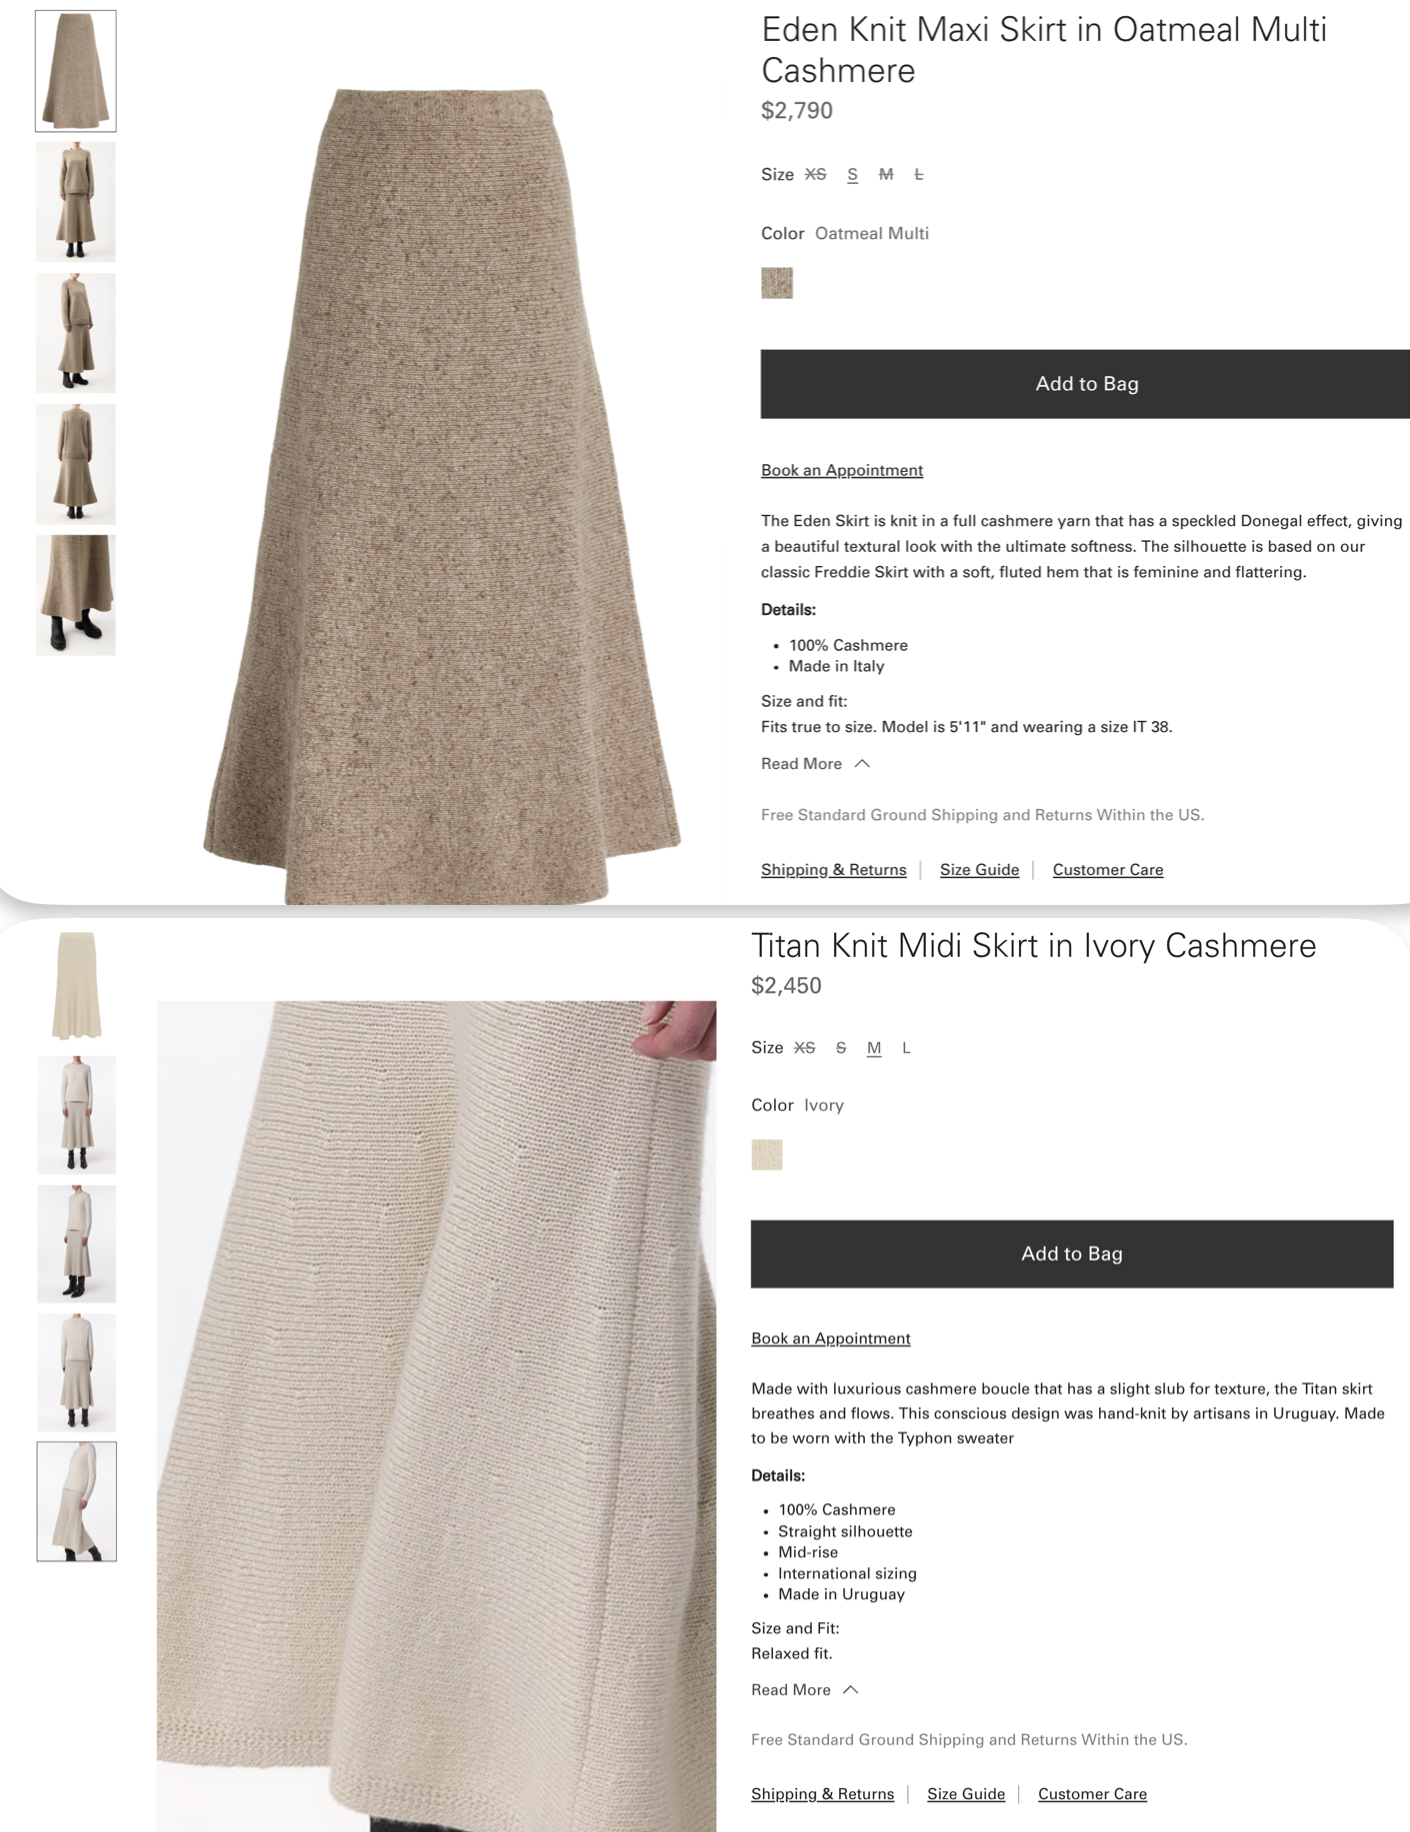 Eden Knit Maxi Skirt in Oatmeal Multi
Cashmere
$2,790
Size XS S M L
Color Oatmeal Multi
Add to Bag
Book an Appointment
The Eden Skirt is knit in a full cashmere yarn that has a speckled Donegal effect, giving
a beautiful textural look with the ultimate softness. The silhouette is based on our
classic Freddie Skirt with a soft, fluted hem that is feminine and flattering.
Details:
• 100% Cashmere
• Made in Italy
Size and fit:
Fits true to size. Model is 5'11" and wearing a size IT 38.
Read More
Free Standard Ground Shipping and Returns Within the US.
Shipping & Returns | Size Guide | Customer Care
Titan Knit Midi Skirt in Ivory Cashmere
$2,450
Size XS S M L
Color Ivory
Add to Bag
Book an Appointment
Made with luxurious cashmere boucle that has a slight slub for texture, the Titan skirt
breathes and flows. This conscious design was hand-knit by artisans in Uruguay. Made
to be worn with the Typhon sweater
Details:
• 100% Cashmere
• Straight silhouette
• Mid-rise
• International sizing
• Made in Uruguay
Size and Fit:
Relaxed fit.
Read More
Free Standard Ground Shipping and Returns Within the US.
Shipping & Returns | Size Guide | Customer Care